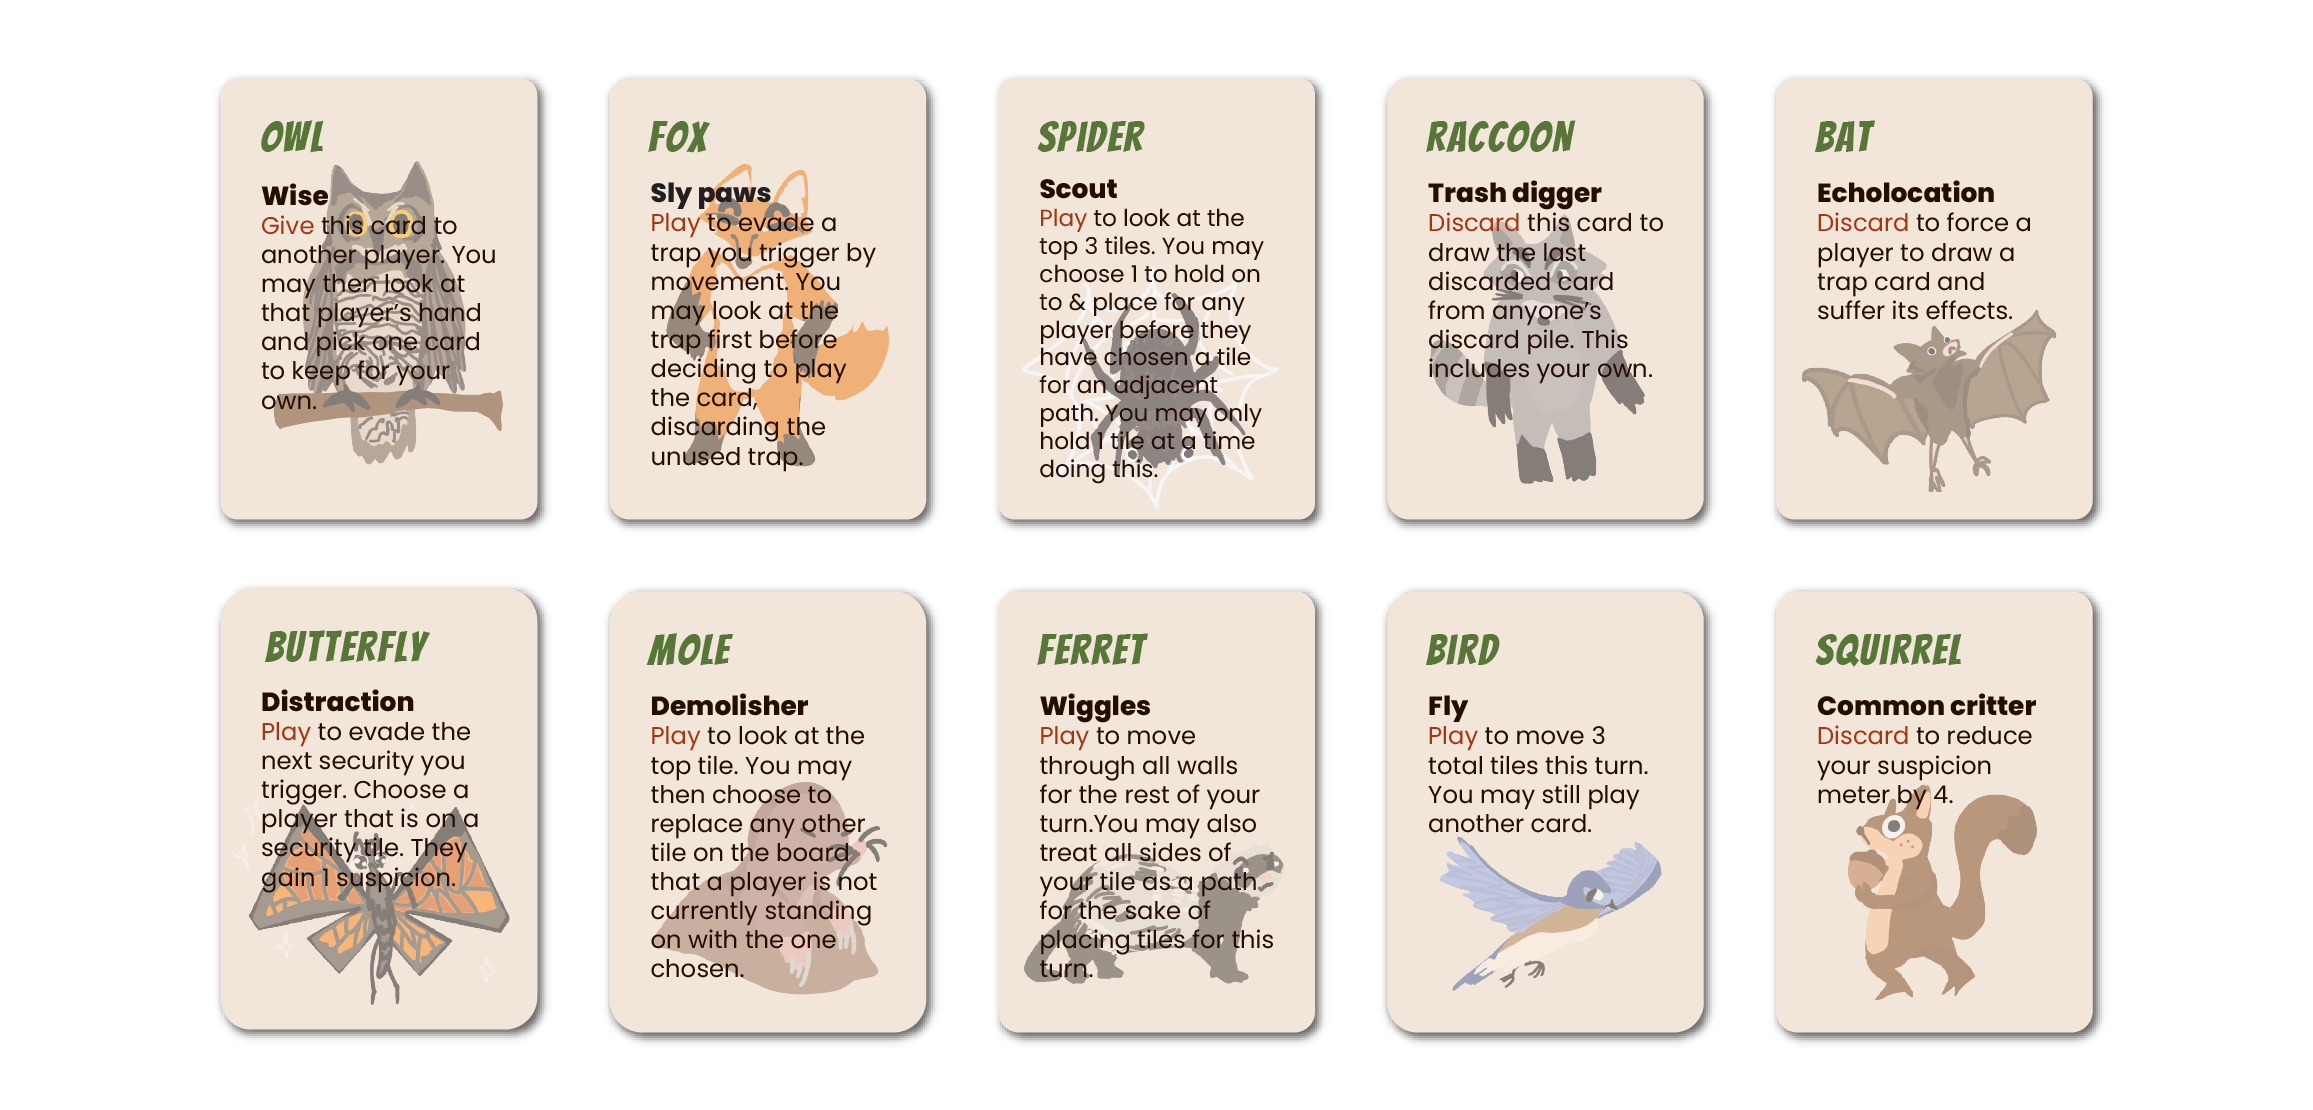 OWL
Wise
Give this card to
another player. You
may then look at
that player's hand
and pick one card
to keep for your
own.
FOX
Sly paws
Play to evade a
trap you trigger by
movement. You
may look at the
trap first before
deciding to play
the card,
discarding the
unused trap.
SPIDER
Scout
Play to look at the
top 3 tiles. You may
choose 1 to hold on
to & place for any
player before they
have chosen a tile
for an adjacent
path. You may only
hold 1 tile at a time
doing this.
RACCOON
Trash digger
Discard this card to
draw the last
discarded card
from anyone's
discard pile. This
includes your own.
BAT
Echolocation
Discard to force a
player to draw a
trap card and
suffer its effects.
BUTTERFLY
Distraction
Play to evade the
next security you
trigger. Choose a
player that is on a
security tile. They
gain 1 suspicion.
MOLE
Demolisher
Play to look at the
top tile. You may
then choose to
replace any other
tile on the board
that a player is not
currently standing
on with the one
chosen.
FERRET
Wiggles
Play to move
through all walls
for the rest of your
turn.You may also
treat all sides of
your tile as a path
for the sake of
placing tiles for this
turn.
BIRD
Fly
Play to move 3
total tiles this turn.
You may still play
another card.
SQUIRREL
Common critter
Discard to reduce
your suspicion
meter by 4.